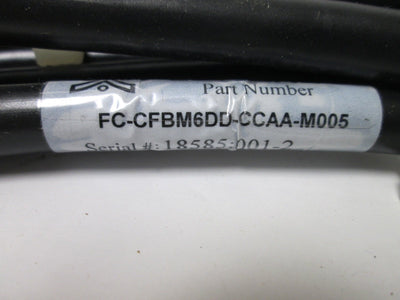 Part Number
FC-CFBM6DD-CCAA-M005
Serial #: 18585:001-2